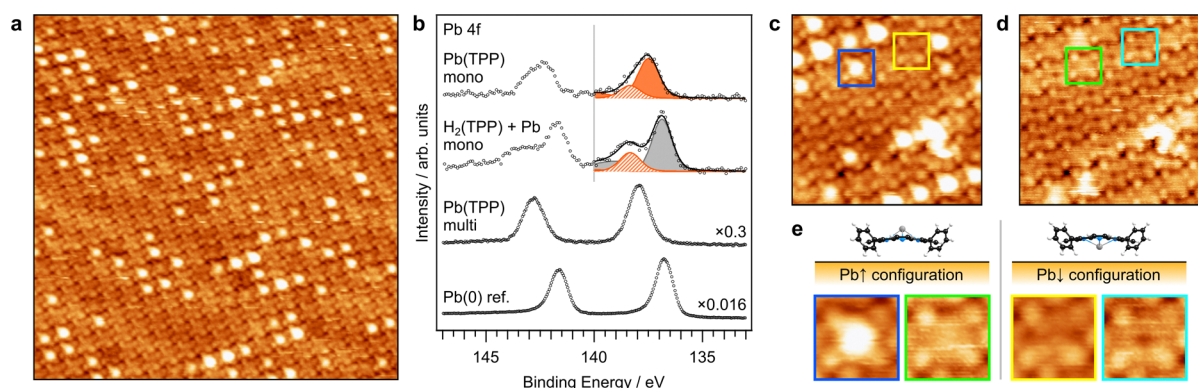 a
b
Pb 4f
Pb(TPP)
mono
H₂(TPP) + Pb
mono
Pb(TPP)
multi
×0.3
Pb(0) ref.
×0.016
Intensity / arb. units
145
140
135
Binding Energy / eV
c
d
e
Pb↑ configuration
Pb↓ configuration